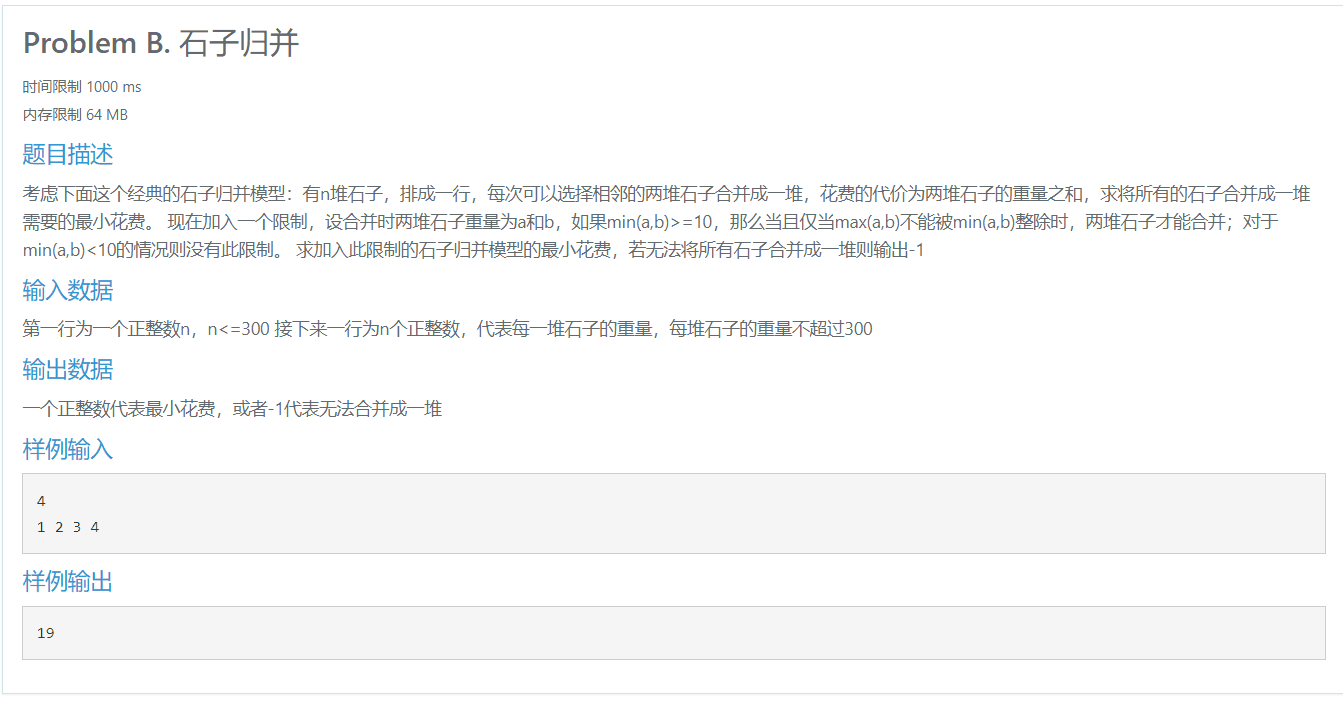 Problem B. 石子归并
时间限制 1000 ms
内存限制 64 MB
题目描述
考虑下面这个经典的石子归并模型：有n堆石子，排成一行，每次可以选择相邻的两堆石子合并成一堆，花费的代价为两堆石子的重量之和，求将所有的石子合并成一堆
需要的最小花费。 现在加入一个限制，设合并时两堆石子重量为a和b，如果min(a,b)>=10，那么当且仅当max(a,b)不能被min(a,b)整除时，两堆石子才能合并；对于
min(a,b)<10的情况则没有此限制。 求加入此限制的石子归并模型的最小花费，若无法将所有石子合并成一堆则输出-1
输入数据
第一行为一个正整数n，n<=300 接下来一行为n个正整数，代表每一堆石子的重量，每堆石子的重量不超过300
输出数据
一个正整数代表最小花费，或者-1代表无法合并成一堆
样例输入
4
1 2 3 4
样例输出
19